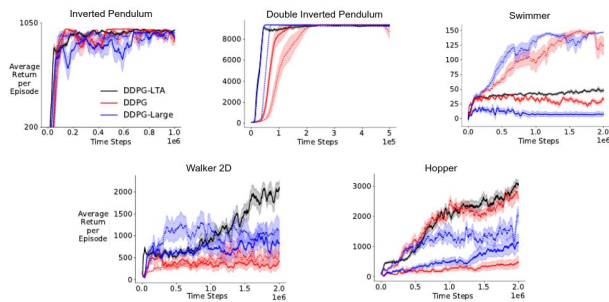 Inverted Pendulum
1050
200
Average
Return
per
Episode
DDPG-LTA
DDPG
DDPG-Large
0.0 0.2 0.4 0.6 0.8 1.0
Time Steps 1e6
Double Inverted Pendulum
8000
6000
4000
2000
0
0 1 2 3 4 5
Time Steps 1e5
Swimmer
150
125
100
75
50
25
0
0.0 0.5 1.0 1.5 2.0
Time Steps 1e6
Walker 2D
Average
Return
per
Episode
2000
1500
1000
500
0
0.0 0.5 1.0 1.5 2.0
Time Steps 1e6
Hopper
3000
2000
1000
0
0.0 0.5 1.0 1.5 2.0
Time Steps 1e6